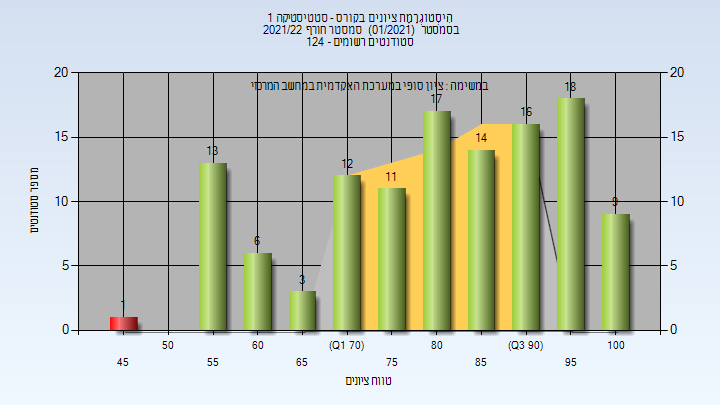 הִיסְטוֹגְרָמַת ציונים בקורס - סטטיסטיקה 1
בסמסטר (01/2021) סמסטר חורף 2021/22
סטודנטים רשומים - 124
במשימה : ציון סופי במערכת האקדמית במחשב המרכזי
20 20
15 15
10 10
5 5
0 0
מספר סטודנטים
1 13 6 3 12 11 17 14 16 18 9
50 60 (Q1 70) 80 (Q3 90) 100
45 55 65 75 85 95
טווח ציונים